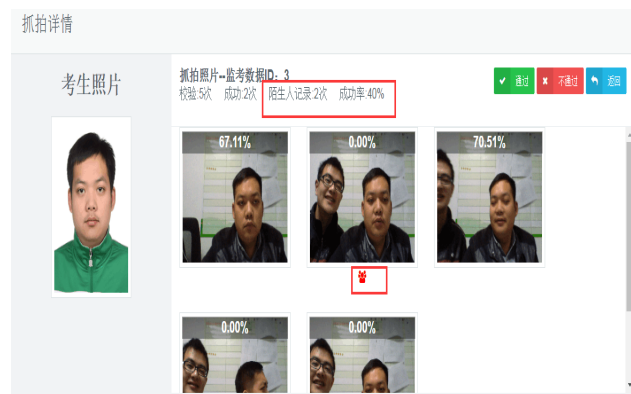 抓拍详情
考生照片
抓拍照片--监考数据ID：3
校验:5次 成功:2次 陌生人记录:2次 成功率:40%
通过 不通过 返回
67.11% 0.00% 70.51%
0.00% 0.00%